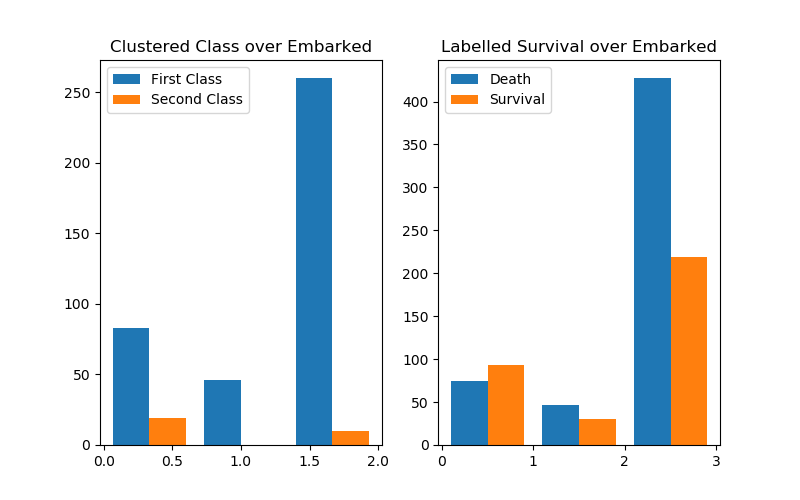 Clustered Class over Embarked
First Class
Second Class
250
200
150
100
50
0
0.0 0.5 1.0 1.5 2.0
Labelled Survival over Embarked
Death
Survival
400
350
300
250
200
150
100
50
0
0 1 2 3